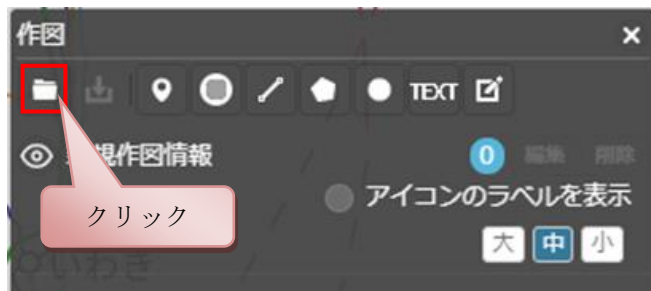 作図
TEXT
規作図情報
0 編集 削除
アイコンのラベルを表示
クリック
大 中 小
いわき